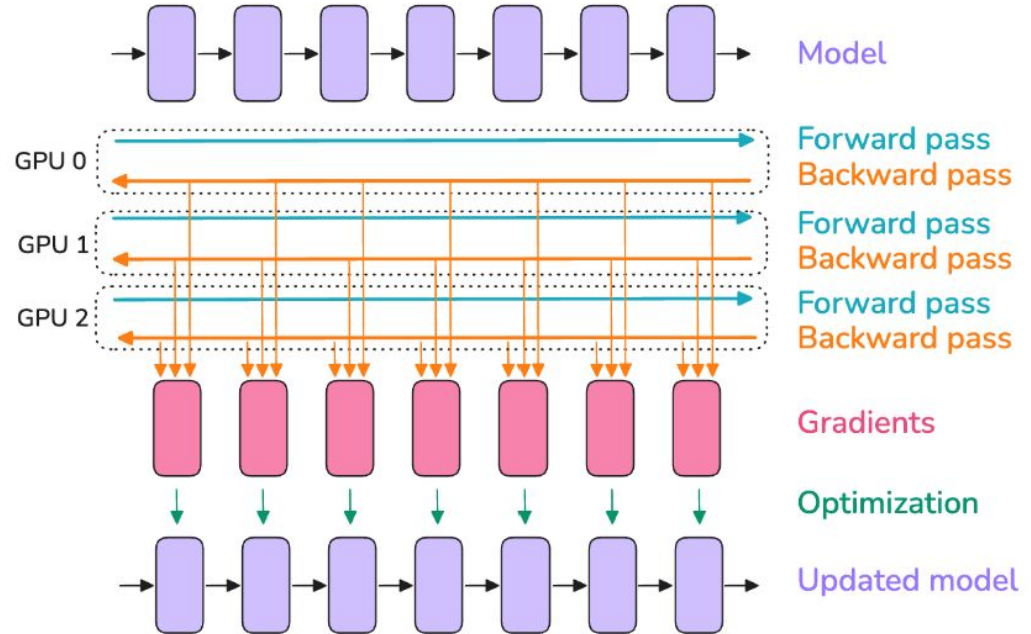 Model
GPU 0
Forward pass
Backward pass
GPU 1
Forward pass
Backward pass
GPU 2
Forward pass
Backward pass
Gradients
Optimization
Updated model